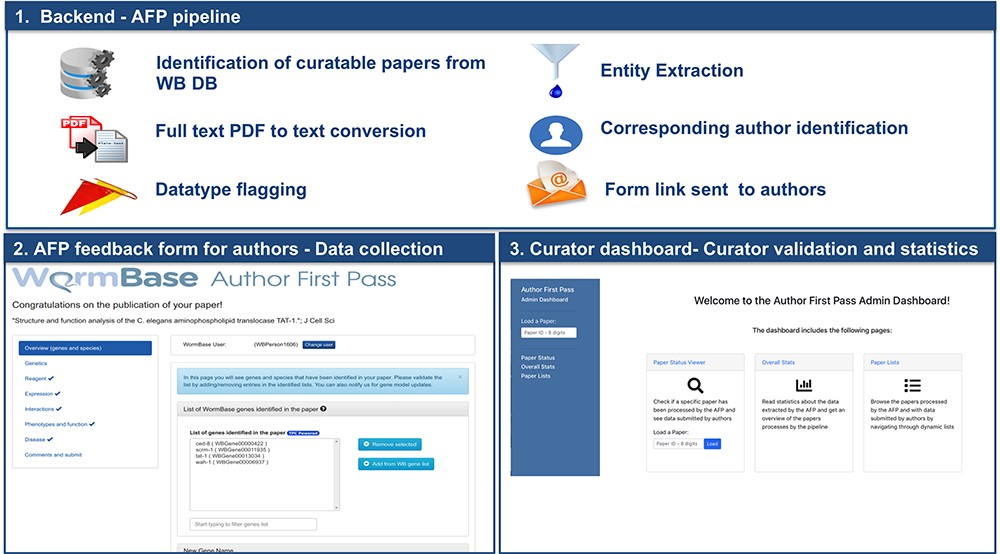 1. Backend - AFP pipeline
Identification of curatable papers from
WB DB
Entity Extraction
PDF
Full text PDF to text conversion
Corresponding author identification
Datatype flagging
@
Form link sent to authors
2. AFP feedback form for authors - Data collection
WormBase Author First Pass
Congratulations on the publication of your paper!
"Structure and function analysis of the C. elegans aminophospholipid translocase TAT-1."; J Cell Sci
Overview (genes and species)
Genetics
Reagent
Expression
Interactions
Phenotypes and function
Disease
Comments and submit
WormBase User: (WBPerson1606) Change user
In this page you will see genes and species that have been identified in your paper. Please validate the
list by adding/removing entries in the identified lists. You can also notify us for gene model updates.
×
List of WormBase genes identified in the paper ?
List of genes identified in the paper TPC Powered
ced-8 ( WBGene00000422 )
scrm-1 ( WBGene00011935 )
tat-1 ( WBGene00013034 )
wah-1 ( WBGene00006937 )
Remove selected
Add from WB gene list
Start typing to filter genes list
New Gene Name
3. Curator dashboard- Curator validation and statistics
Author First Pass
Admin Dashboard
Load a Paper:
Paper ID - 8 digits
Paper Status
Overall Stats
Paper Lists
Welcome to the Author First Pass Admin Dashboard!
The dashboard includes the following pages:
Paper Status Viewer
Check if a specific paper has
been processed by the AFP and
see data submitted by authors
Load a Paper:
Paper ID - 8 digits Load
Overall Stats
Read statistics about the data
extracted by the AFP and get an
overview of the papers
processes by the pipeline
Paper Lists
Browse the papers processed
by the AFP and with data
submitted by authors by
navigating through dynamic lists